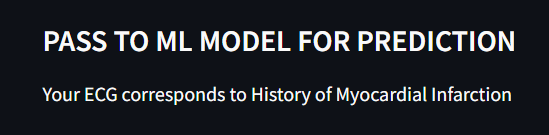 PASS TO ML MODEL FOR PREDICTION
Your ECG corresponds to History of Myocardial Infarction